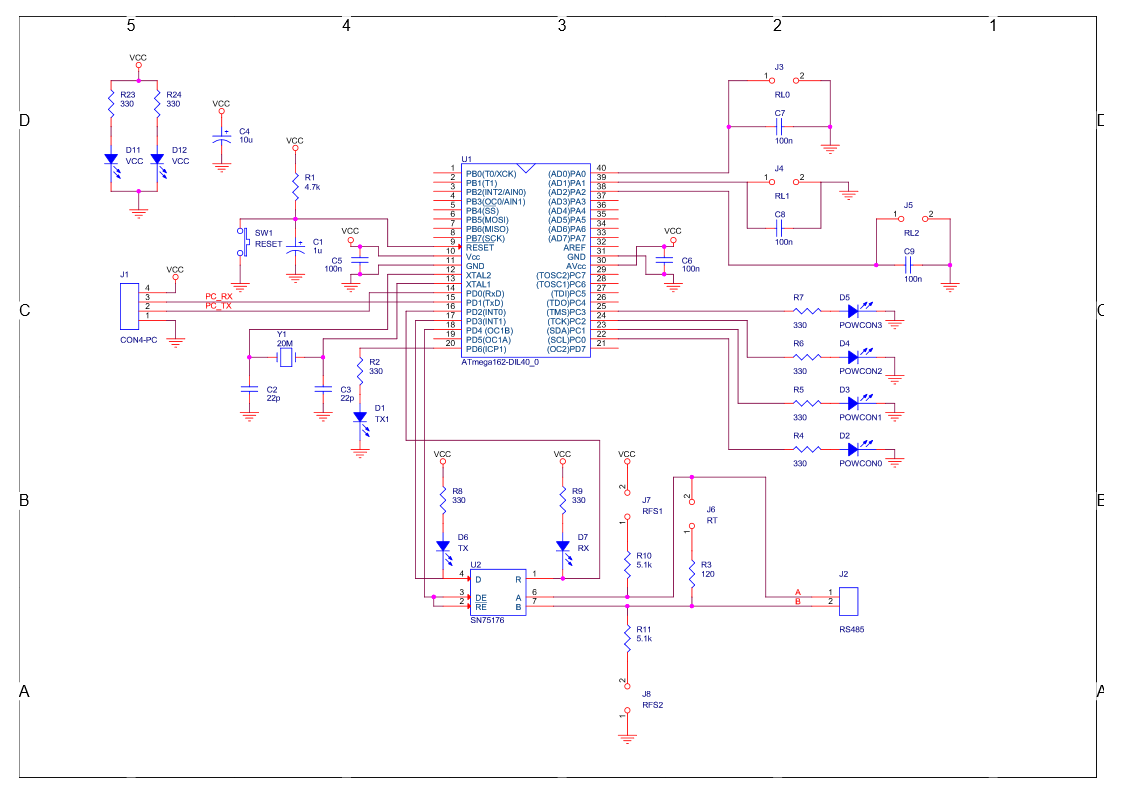 5 4 3 2 1
D
C
B
A
VCC
R23
330
R24
330
D11
VCC
D12
VCC
VCC
C4
10u
VCC
R1
4.7k
SW1
RESET
C1
1u
VCC
C5
100n
J1
VCC
4
3
2
1
PC_RX
PC_TX
CON4-PC
Y1
20M
C2
22p
C3
22p
R2
330
D1
TX1
U1
1 PB0(T0/XCK)
2 PB1(T1)
3 PB2(INT2/AIN0)
4 PB3(OC0/AIN1)
5 PB4(SS)
6 PB5(MOSI)
7 PB6(MISO)
8 PB7(SCK)
9 RESET
10 Vcc
11 GND
12 XTAL2
13 XTAL1
14 PD0(RxD)
15 PD1(TxD)
16 PD2(INT0)
17 PD3(INT1)
18 PD4 (OC1B)
19 PD5(OC1A)
20 PD6(ICP1)
(AD0)PA0 40
(AD1)PA1 39
(AD2)PA2 38
(AD3)PA3 37
(AD4)PA4 36
(AD5)PA5 35
(AD6)PA6 34
(AD7)PA7 33
AREF 32
GND 31
AVcc 30
(TOSC2)PC7 29
(TOSC1)PC6 28
(TDI)PC5 27
(TDO)PC4 26
(TMS)PC3 25
(TCK)PC2 24
(SDA)PC1 23
(SCL)PC0 22
(OC2)PD7 21
ATmega162-DIL40_0
VCC
C6
100n
J3
1 2
RL0
C7
100n
J4
1 2
RL1
C8
100n
J5
1 2
RL2
C9
100n
R7
330
D5
POWCON3
R6
330
D4
POWCON2
R5
330
D3
POWCON1
R4
330
D2
POWCON0
VCC
R8
330
D6
TX
VCC
R9
330
D7
RX
U2
4 D
3 DE
2 RE
R 1
A 6
B 7
SN75176
VCC
2
J7
RFS1
1
R10
5.1k
2
J6
RT
1
R3
120
R11
5.1k
2
J8
RFS2
1
J2
A 1
B 2
RS485
D
C
B
A